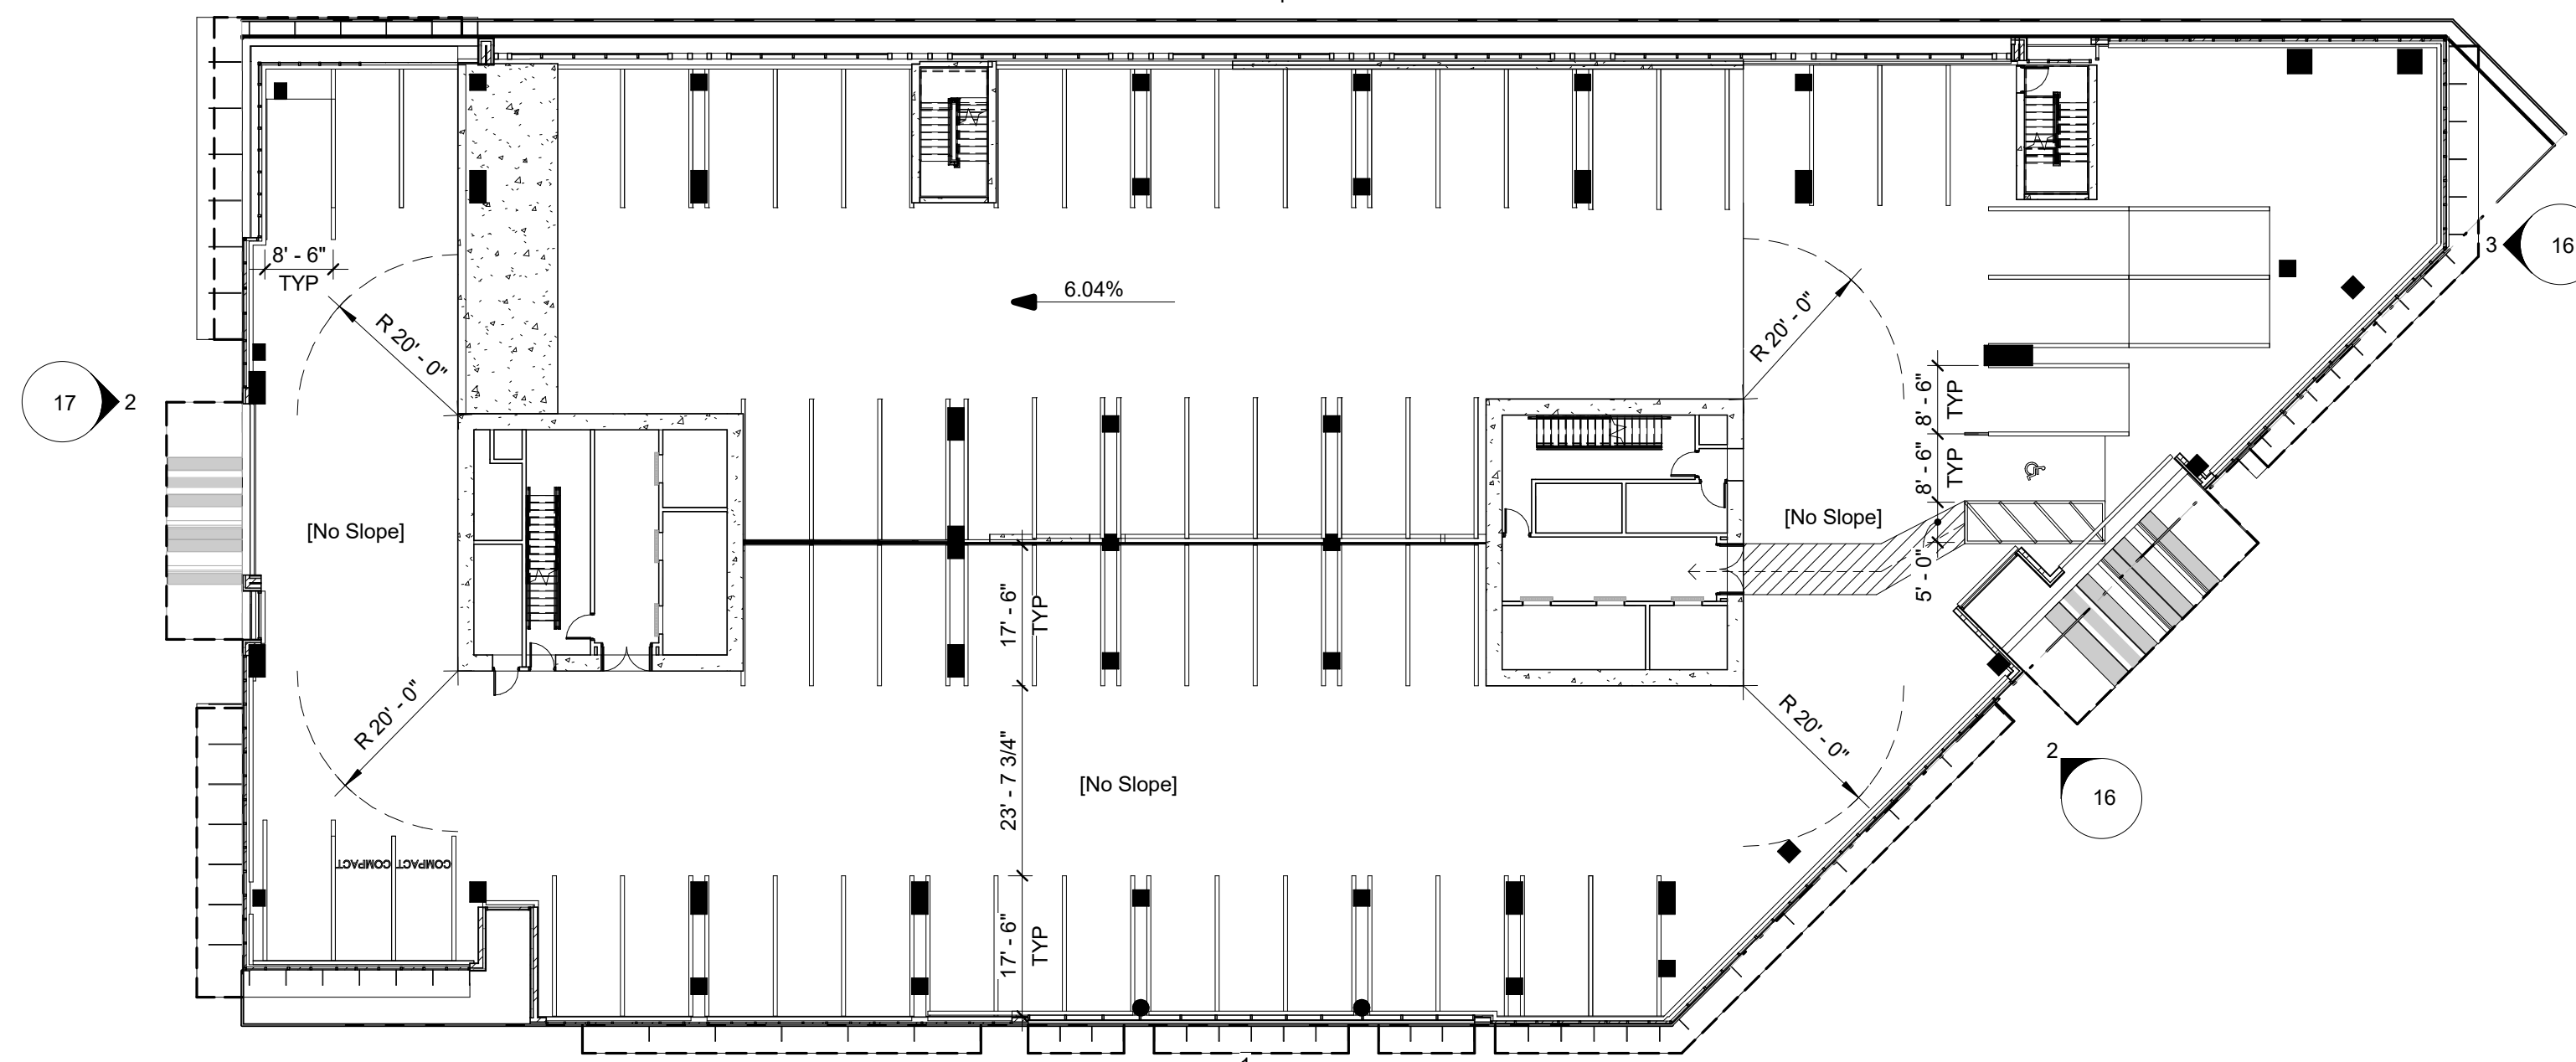 8' - 6"
TYP
R 20' - 0"
6.04%
R 20' - 0"
3
16
17
2
8' - 6"
TYP
8' - 6"
TYP
[No Slope]
[No Slope]
5' - 0"
17' - 6"
TYP
R 20' - 0"
R 20' - 0"
23' - 7 3/4"
[No Slope]
2
16
COMPACT
COMPACT
17' - 6"
TYP